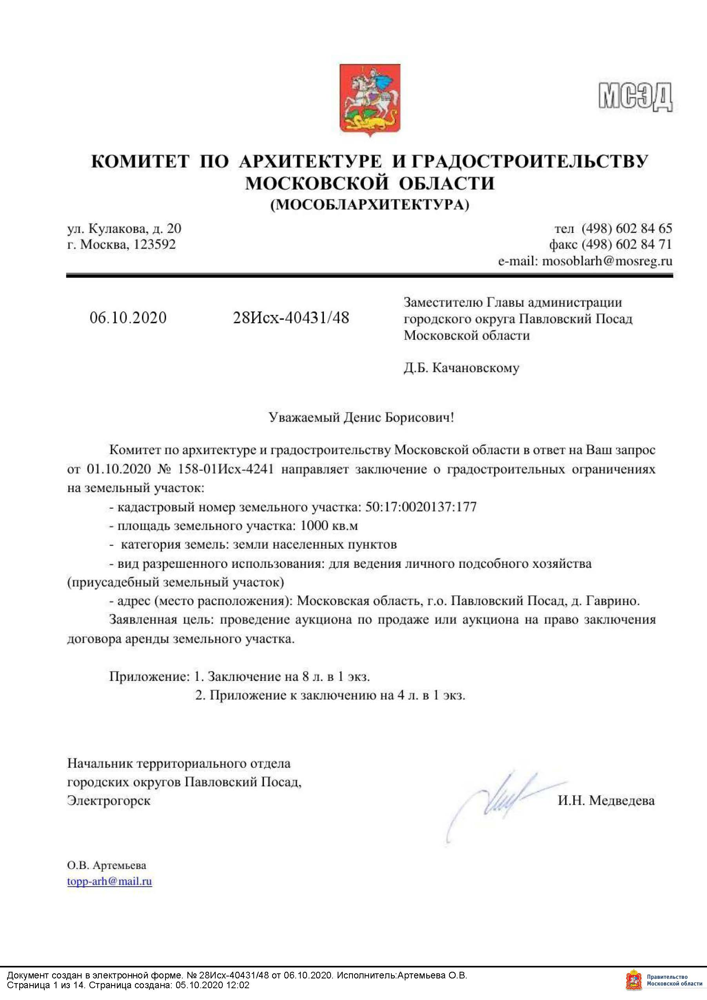 МСЭД
КОМИТЕТ ПО АРХИТЕКТУРЕ И ГРАДОСТРОИТЕЛЬСТВУ
МОСКОВСКОЙ ОБЛАСТИ
(МОСОБЛАРХИТЕКТУРА)
ул. Кулакова, д. 20
г. Москва, 123592
тел (498) 602 84 65
факс (498) 602 84 71
e-mail: mosoblarh@mosreg.ru
06.10.2020 28Исх-40431/48
Заместителю Главы администрации
городского округа Павловский Посад
Московской области
Д.Б. Качановскому
Уважаемый Денис Борисович!
Комитет по архитектуре и градостроительству Московской области в ответ на Ваш запрос
от 01.10.2020 № 158-01Исх-4241 направляет заключение о градостроительных ограничениях
на земельный участок:
- кадастровый номер земельного участка: 50:17:0020137:177
- площадь земельного участка: 1000 кв.м
- категория земель: земли населенных пунктов
- вид разрешенного использования: для ведения личного подсобного хозяйства
(приусадебный земельный участок)
- адрес (место расположения): Московская область, г.о. Павловский Посад, д. Гаврино.
Заявленная цель: проведение аукциона по продаже или аукциона на право заключения
договора аренды земельного участка.
Приложение: 1. Заключение на 8 л. в 1 экз.
2. Приложение к заключению на 4 л. в 1 экз.
Начальник территориального отдела
городских округов Павловский Посад,
Электрогорск
И.Н. Медведева
О.В. Артемьева
topp-arh@mail.ru
Документ создан в электронной форме. № 28Исх-40431/48 от 06.10.2020. Исполнитель:Артемьева О.В.
Страница 1 из 14. Страница создана: 05.10.2020 12:02
Правительство
Московской области